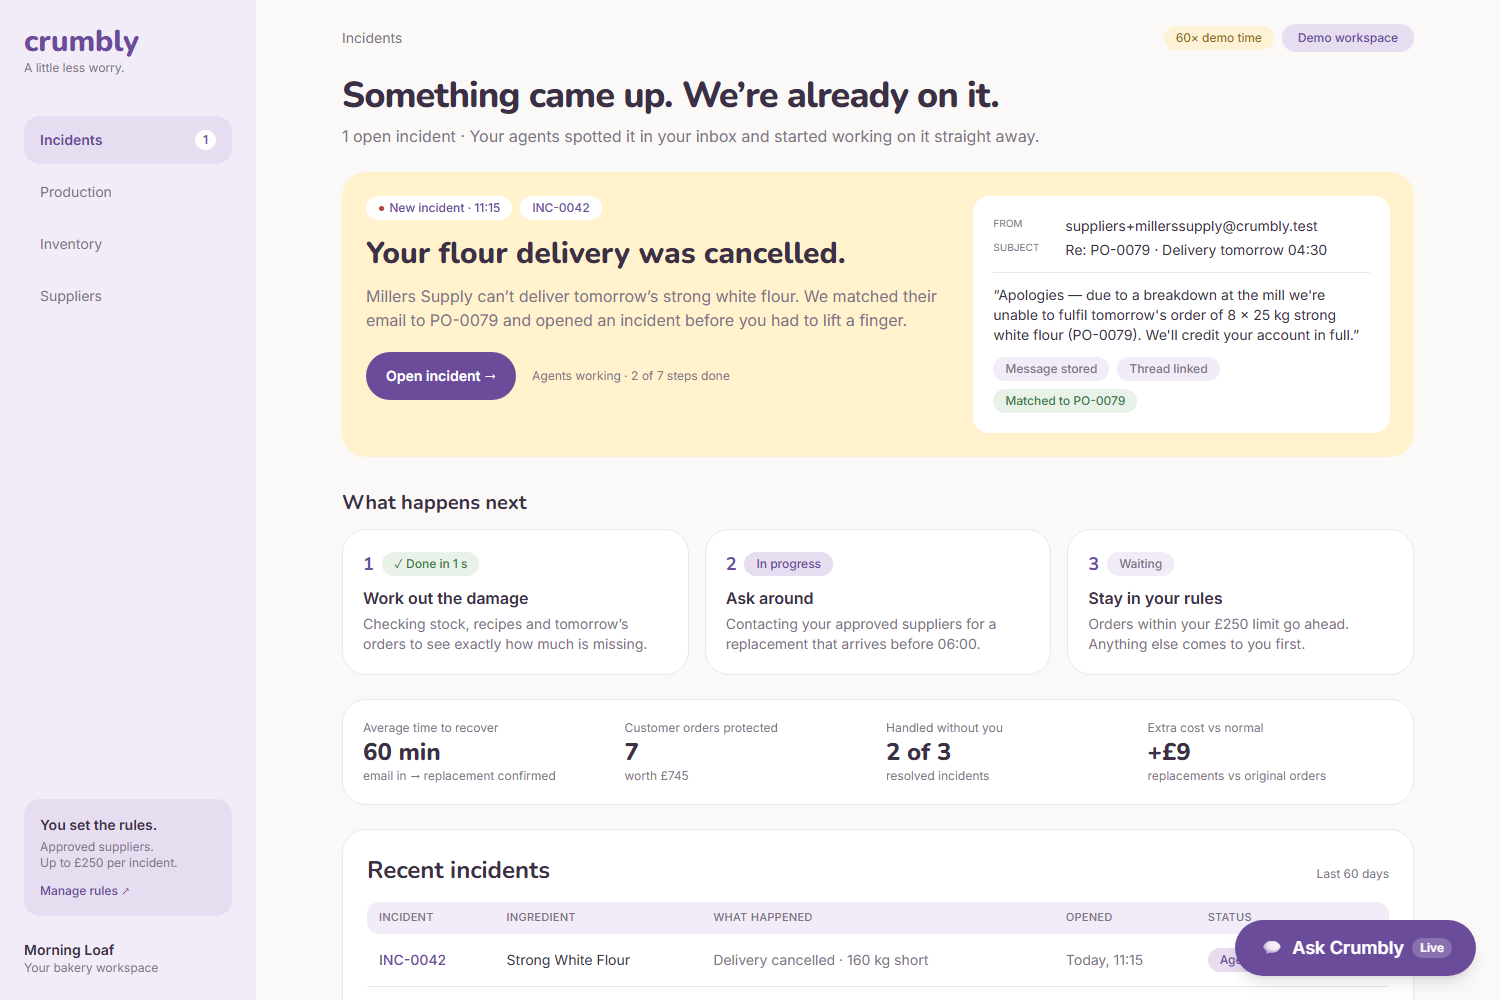 crumbly
A little less worry.
Incidents 1
Production
Inventory
Suppliers
You set the rules.
Approved suppliers.
Up to £250 per incident.
Manage rules ↗
Morning Loaf
Your bakery workspace
Incidents
60× demo time
Demo workspace
Something came up. We’re already on it.
1 open incident · Your agents spotted it in your inbox and started working on it straight away.
● New incident · 11:15
INC-0042
Your flour delivery was cancelled.
Millers Supply can’t deliver tomorrow’s strong white flour. We matched their
email to PO-0079 and opened an incident before you had to lift a finger.
Open incident →
Agents working · 2 of 7 steps done
FROM suppliers+millerssupply@crumbly.test
SUBJECT Re: PO-0079 · Delivery tomorrow 04:30
“Apologies — due to a breakdown at the mill we're
unable to fulfil tomorrow's order of 8 × 25 kg strong
white flour (PO-0079). We'll credit your account in full.”
Message stored
Thread linked
Matched to PO-0079
What happens next
1 ✓ Done in 1 s
Work out the damage
Checking stock, recipes and tomorrow’s
orders to see exactly how much is missing.
2 In progress
Ask around
Contacting your approved suppliers for a
replacement that arrives before 06:00.
3 Waiting
Stay in your rules
Orders within your £250 limit go ahead.
Anything else comes to you first.
Average time to recover
60 min
email in → replacement confirmed
Customer orders protected
7
worth £745
Handled without you
2 of 3
resolved incidents
Extra cost vs normal
+£9
replacements vs original orders
Recent incidents
Last 60 days
INCIDENT INGREDIENT WHAT HAPPENED OPENED STATUS
INC-0042 Strong White Flour Delivery cancelled · 160 kg short Today, 11:15
Ask Crumbly Live